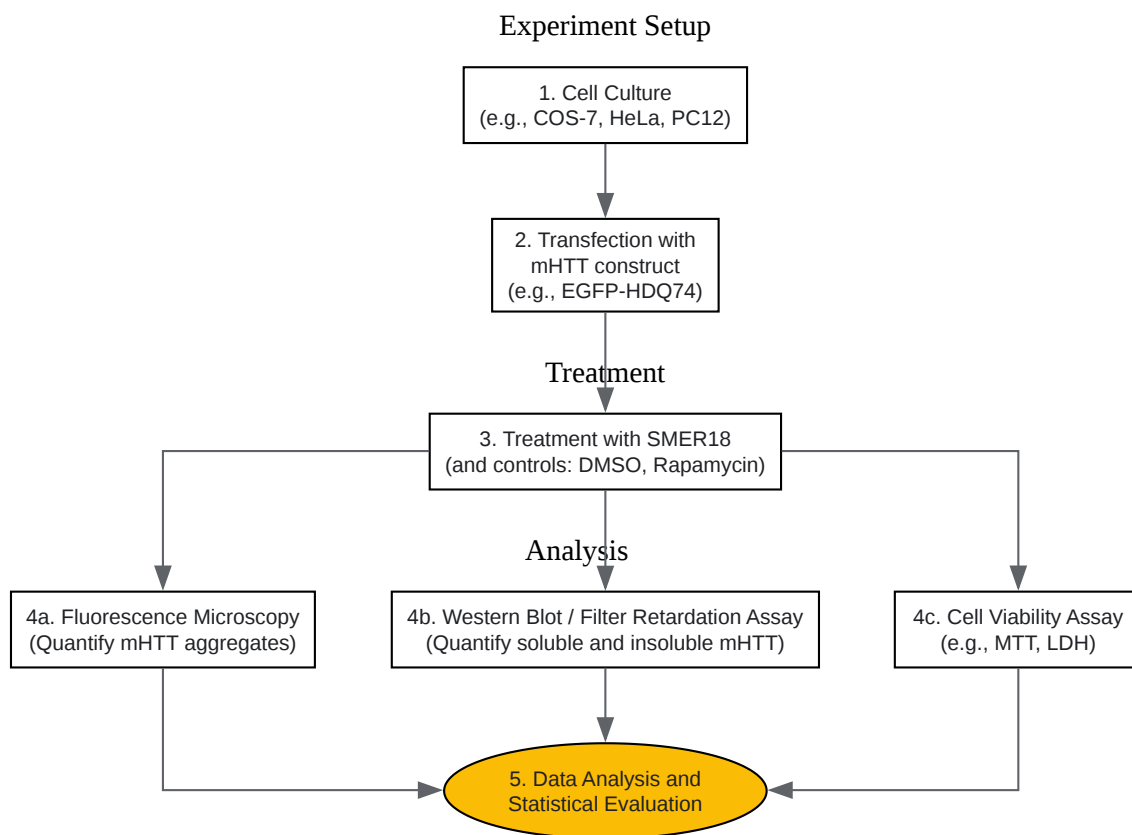 Experiment Setup
1. Cell Culture
(e.g., COS-7, HeLa, PC12)
2. Transfection with
mHTT construct
(e.g., EGFP-HDQ74)
Treatment
3. Treatment with SMER18
(and controls: DMSO, Rapamycin)
Analysis
4a. Fluorescence Microscopy
(Quantify mHTT aggregates)
4b. Western Blot / Filter Retardation Assay
(Quantify soluble and insoluble mHTT)
4c. Cell Viability Assay
(e.g., MTT, LDH)
5. Data Analysis and
Statistical Evaluation